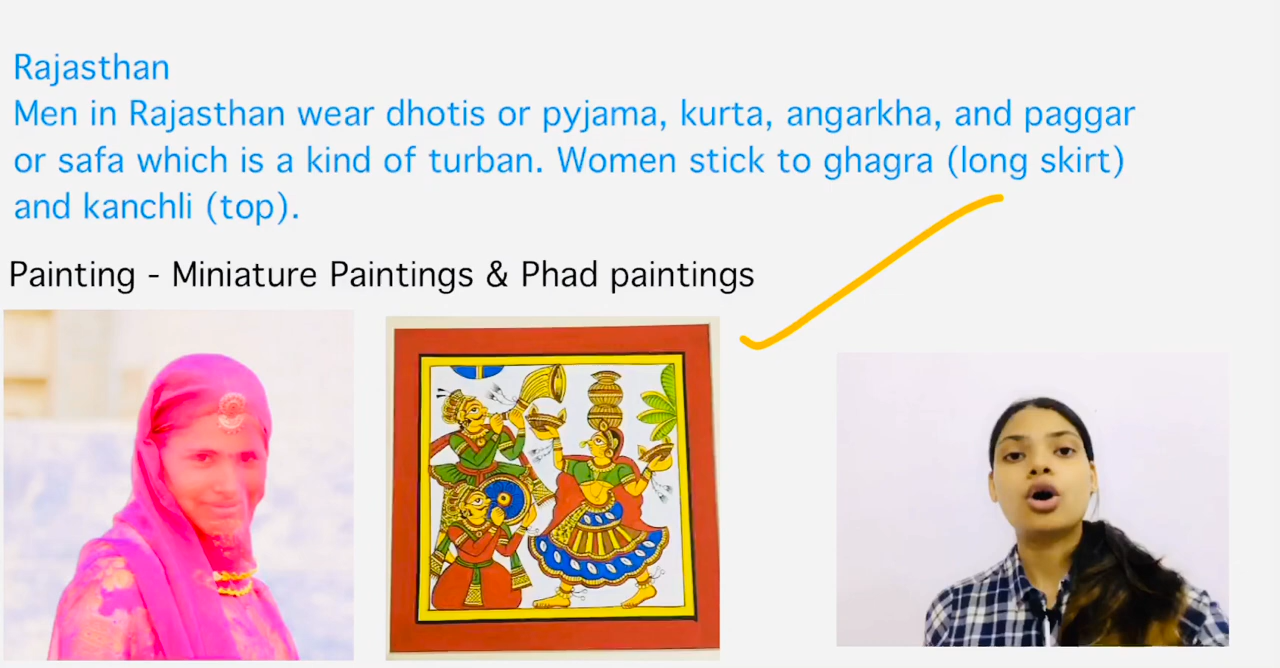 Rajasthan
Men in Rajasthan wear dhotis or pyjama, kurta, angarkha, and paggar
or safa which is a kind of turban. Women stick to ghagra (long skirt)
and kanchli (top).
Painting - Miniature Paintings & Phad paintings